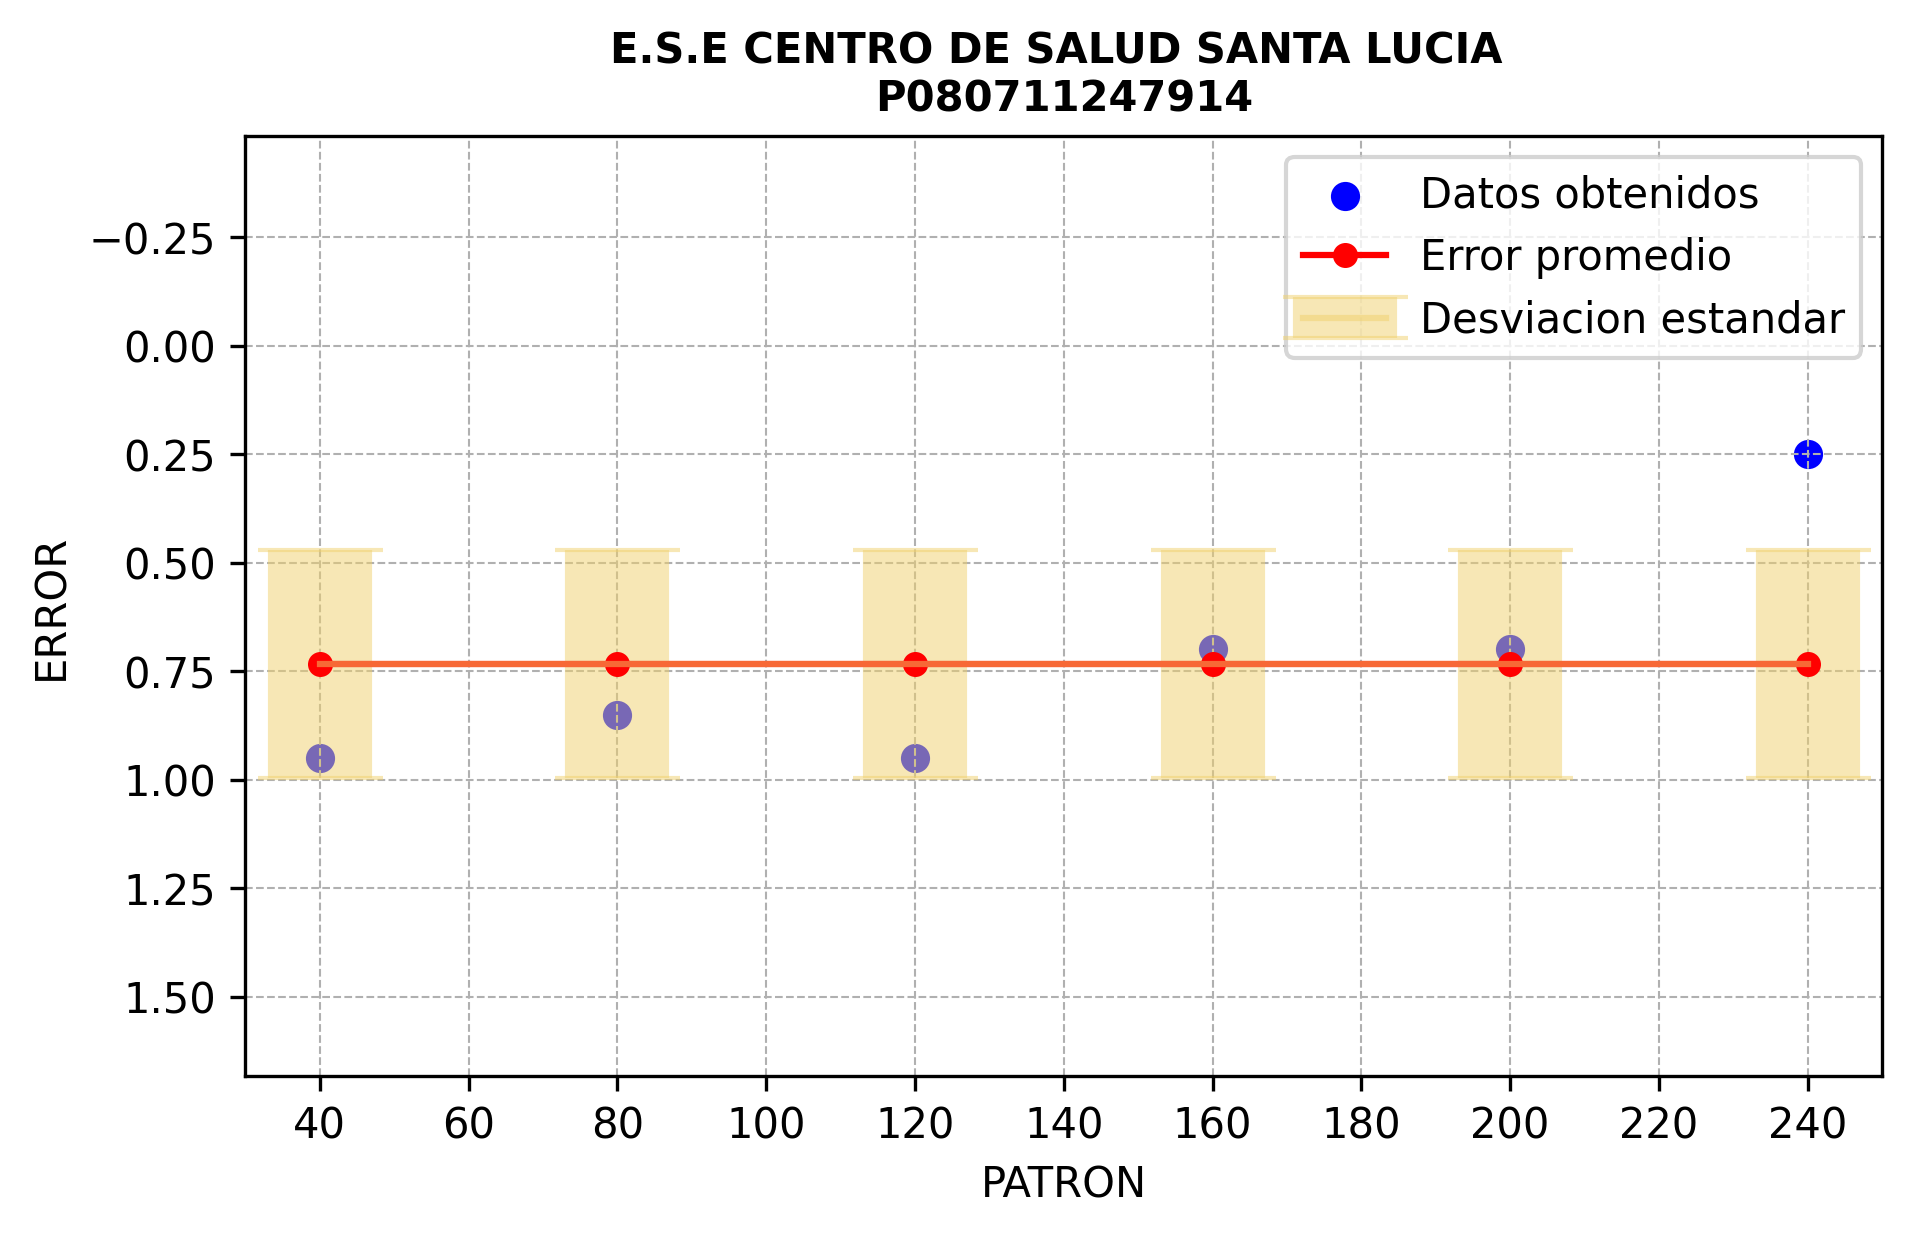 E.S.E CENTRO DE SALUD SANTA LUCIA
P080711247914
Datos obtenidos
Error promedio
Desviacion estandar
ERROR
−0.25
0.00
0.25
0.50
0.75
1.00
1.25
1.50
40 60 80 100 120 140 160 180 200 220 240
PATRON